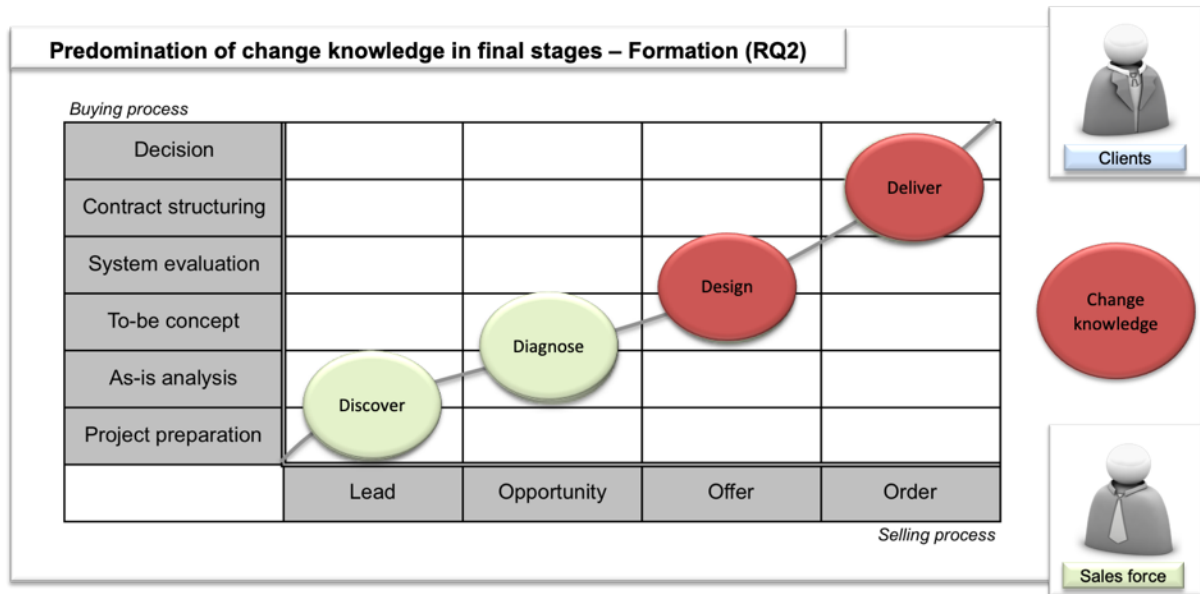 Predomination of change knowledge in final stages – Formation (RQ2)
Buying process
Decision
Contract structuring
System evaluation
To-be concept
As-is analysis
Project preparation
Discover
Diagnose
Design
Deliver
Lead
Opportunity
Offer
Order
Selling process
Clients
Change
knowledge
Sales force